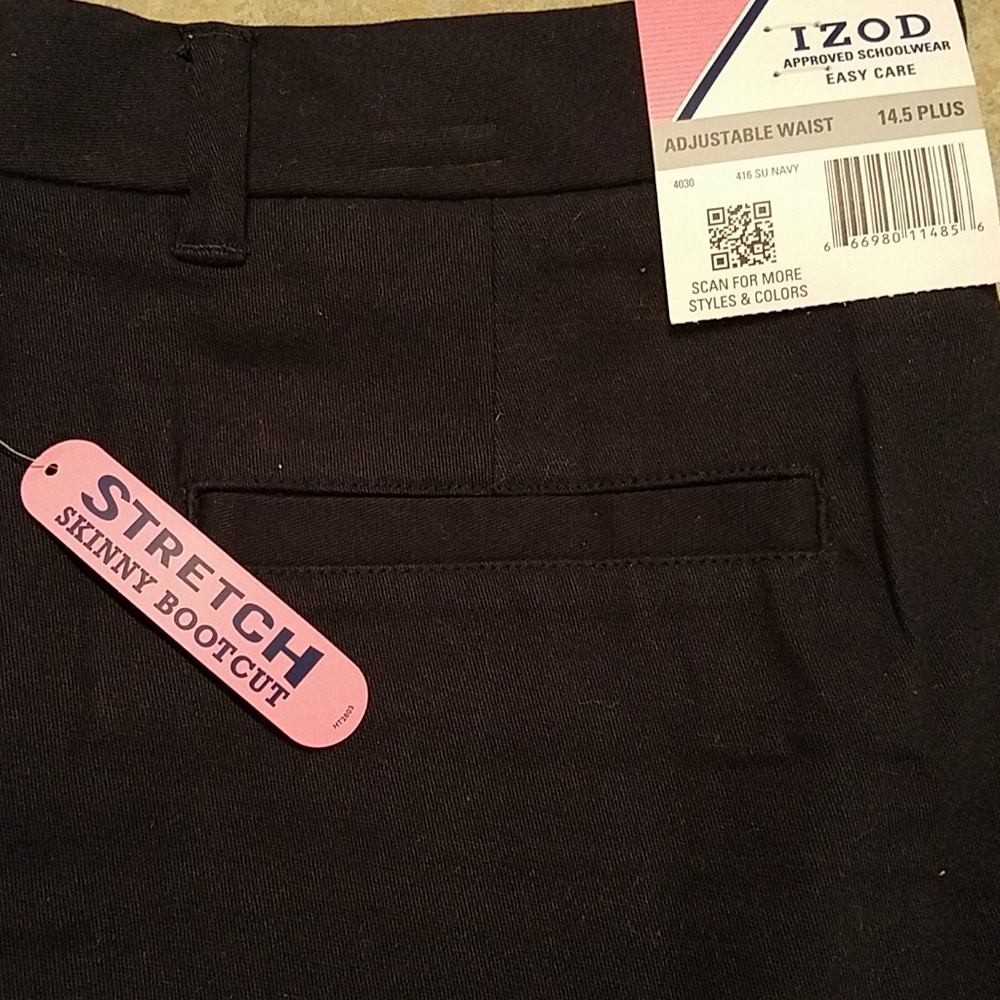 IZOD
APPROVED SCHOOLWEAR
EASY CARE
ADJUSTABLE WAIST 14.5 PLUS
4030 416 SU NAVY
6 66980 11485 6
SCAN FOR MORE
STYLES & COLORS
STRETCH
SKINNY BOOTCUT
HT2603